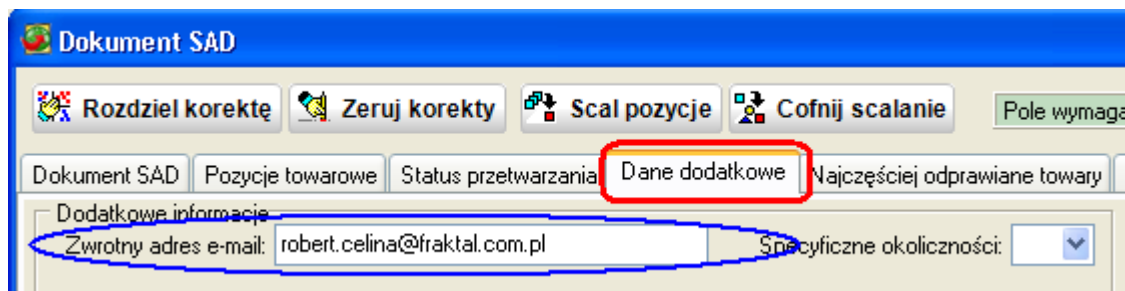 Dokument SAD
Rozdziel korektę Zeruj korekty Scal pozycje Cofnij scalanie Pole wymaga
Dokument SAD Pozycje towarowe Status przetwarzania Dane dodatkowe Najczęściej odprawiane towary
Dodatkowe informacje
Zwrotny adres e-mail: robert.celina@fraktal.com.pl Specyficzne okoliczności: